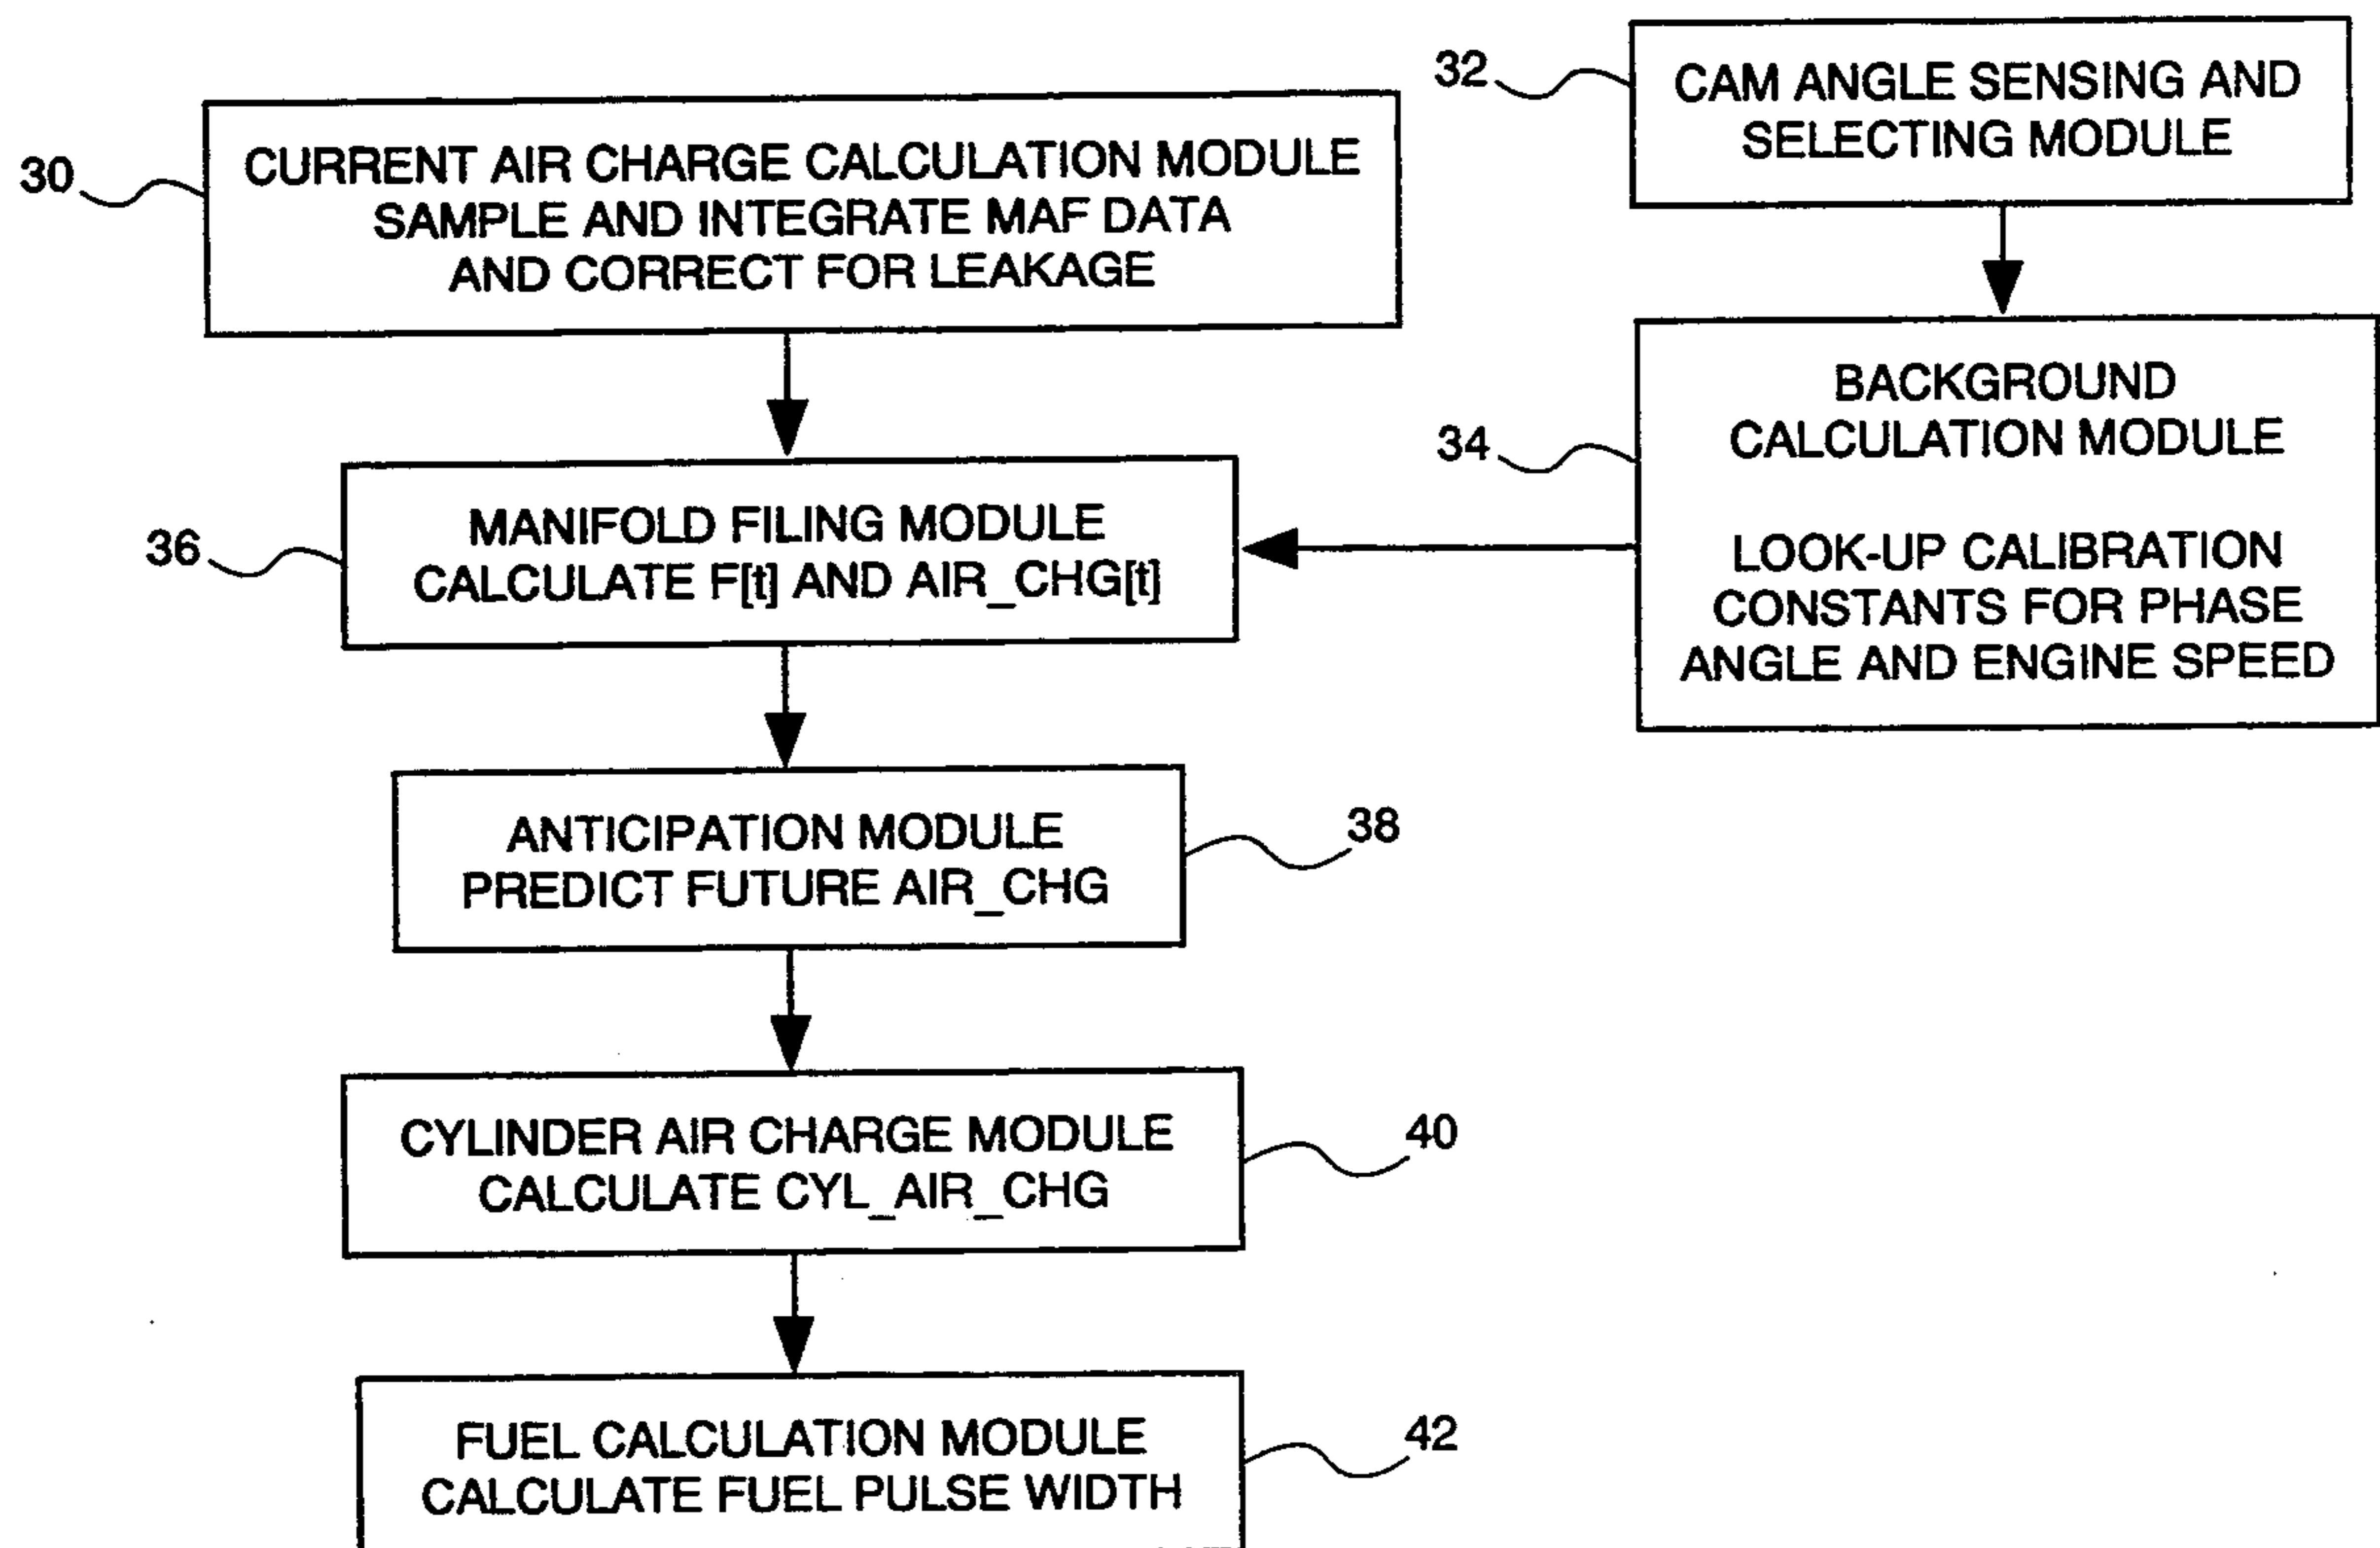 30
CURRENT AIR CHARGE CALCULATION MODULE
SAMPLE AND INTEGRATE MAF DATA
AND CORRECT FOR LEAKAGE
32
CAM ANGLE SENSING AND
SELECTING MODULE
34
BACKGROUND
CALCULATION MODULE
LOOK-UP CALIBRATION
CONSTANTS FOR PHASE
ANGLE AND ENGINE SPEED
36
MANIFOLD FILING MODULE
CALCULATE F[t] AND AIR_CHG[t]
ANTICIPATION MODULE
PREDICT FUTURE AIR_CHG
38
CYLINDER AIR CHARGE MODULE
CALCULATE CYL_AIR_CHG
40
FUEL CALCULATION MODULE
CALCULATE FUEL PULSE WIDTH
42